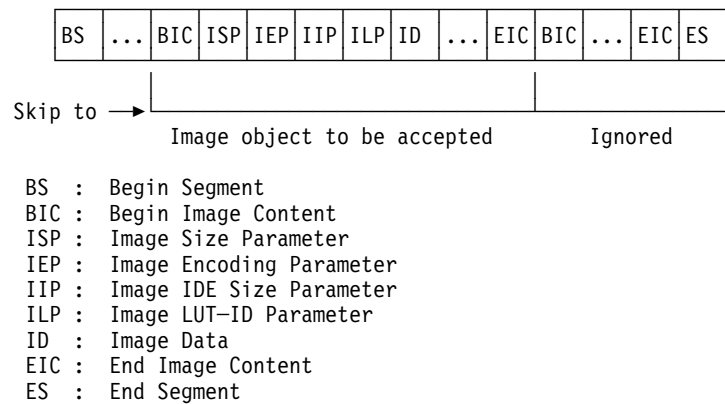 BS ... BIC ISP IEP IIP ILP ID ... EIC BIC ... EIC ES
Skip to
Image object to be accepted Ignored
BS : Begin Segment
BIC : Begin Image Content
ISP : Image Size Parameter
IEP : Image Encoding Parameter
IIP : Image IDE Size Parameter
ILP : Image LUT–ID Parameter
ID : Image Data
EIC : End Image Content
ES : End Segment